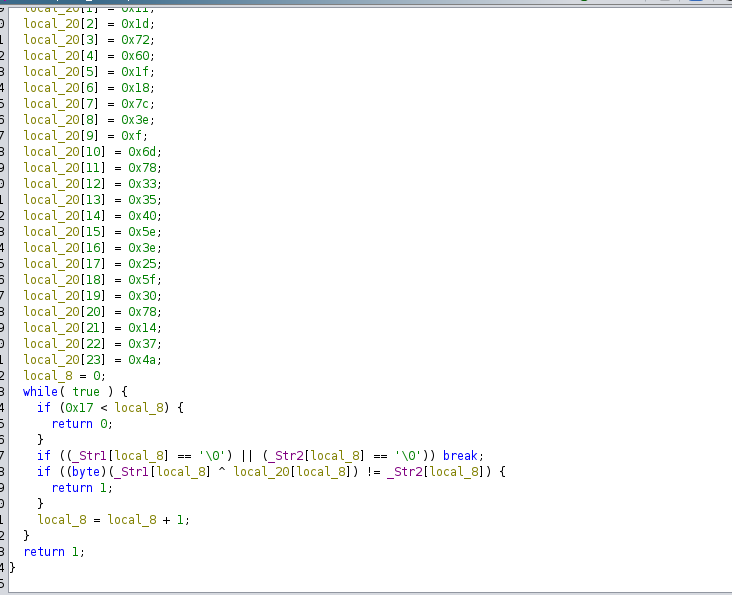 local_20[1] = 0x11;
0 local_20[2] = 0x1d;
1 local_20[3] = 0x72;
2 local_20[4] = 0x60;
3 local_20[5] = 0x1f;
4 local_20[6] = 0x18;
5 local_20[7] = 0x7c;
6 local_20[8] = 0x3e;
7 local_20[9] = 0xf;
8 local_20[10] = 0x6d;
9 local_20[11] = 0x78;
0 local_20[12] = 0x33;
1 local_20[13] = 0x35;
2 local_20[14] = 0x40;
3 local_20[15] = 0x5e;
4 local_20[16] = 0x3e;
5 local_20[17] = 0x25;
6 local_20[18] = 0x5f;
7 local_20[19] = 0x30;
8 local_20[20] = 0x78;
9 local_20[21] = 0x14;
0 local_20[22] = 0x37;
1 local_20[23] = 0x4a;
2 local_8 = 0;
3 while( true ) {
4 if (0x17 < local_8) {
5 return 0;
6 }
7 if ((_Str1[local_8] == '\0') || (_Str2[local_8] == '\0')) break;
8 if ((byte)(_Str1[local_8] ^ local_20[local_8]) != _Str2[local_8]) {
9 return 1;
0 }
1 local_8 = local_8 + 1;
2 }
3 return 1;
4 }
5